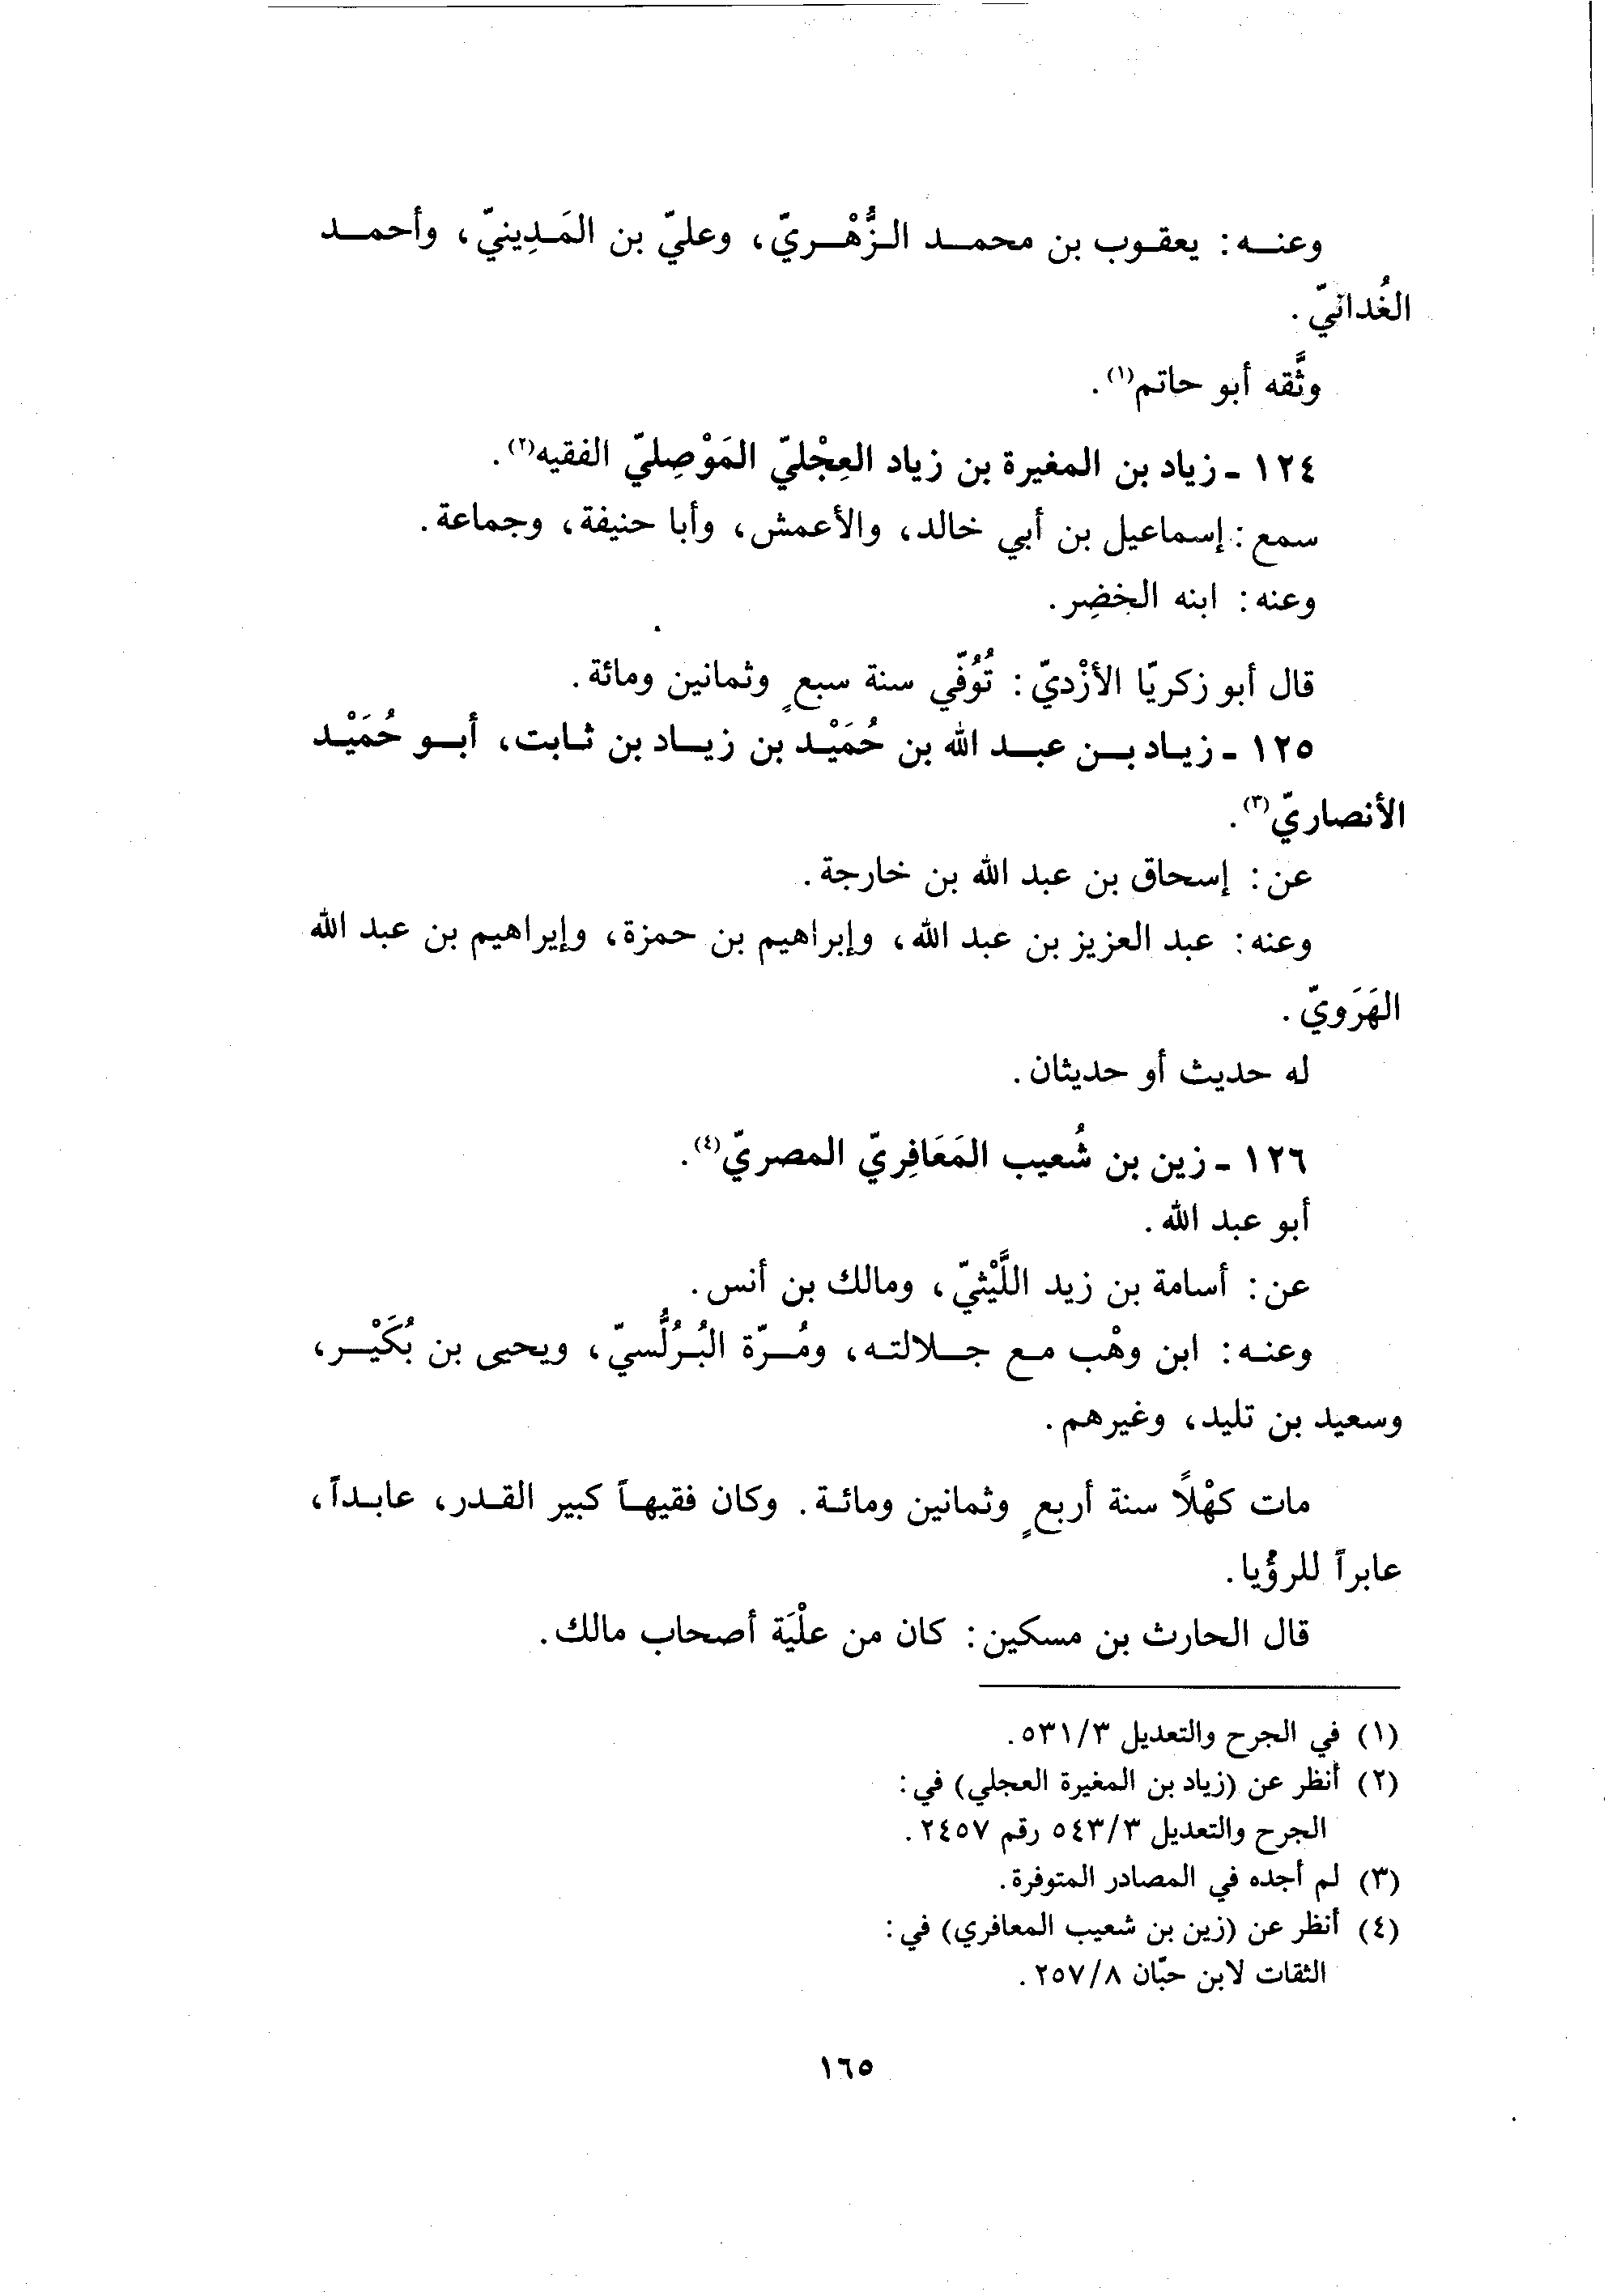 وعنه: يعقوب بن محمد الزُّهْريّ، وعليّ بن المَدِينيّ، وأحمد
الغُدانيّ.
وثَّقه أبو حاتم(١).
١٢٤ - زياد بن المغيرة بن زياد العِجْليّ المَوْصِليّ الفقيه(٢).
سمع: إسماعيل بن أبي خالد، والأعمش، وأبا حنيفة، وجماعة.
وعنه: ابنه الخضِر.
قال أبو زكريّا الأزْديّ: تُوُفّي سنة سبعٍ وثمانين ومائة.
١٢٥ - زياد بن عبد الله بن حُمَيْد بن زياد بن ثابت، أبو حُمَيْد
الأنصاريّ(٣).
عن: إسحاق بن عبد الله بن خارجة.
وعنه: عبد العزيز بن عبد الله، وإبراهيم بن حمزة، وإبراهيم بن عبد الله
الهَرَويّ.
له حديث أو حديثان.
١٢٦ - زين بن شُعيب المَعَافِريّ المصريّ(٤).
أبو عبد الله.
عن: أسامة بن زيد اللَّيْثيّ، ومالك بن أنس.
وعنه: ابن وهْب مع جلالته، ومُرّة البُرُلُّسيّ، ويحيى بن بُكَيْر،
وسعيد بن تليد، وغيرهم.
مات كهْلاً سنة أربعٍ وثمانين ومائة. وكان فقيهاً كبير القدر، عابداً،
عابراً للرؤيا.
قال الحارث بن مسكين: كان من علْيَة أصحاب مالك.
(١) في الجرح والتعديل ٥٣١/٣.
(٢) أنظر عن (زياد بن المغيرة العجلي) في:
الجرح والتعديل ٥٤٣/٣ رقم ٢٤٥٧.
(٣) لم أجده في المصادر المتوفرة.
(٤) أنظر عن (زين بن شعيب المعافري) في:
الثقات لابن حبّان ٢٥٧/٨.
١٦٥